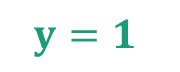 y = 1